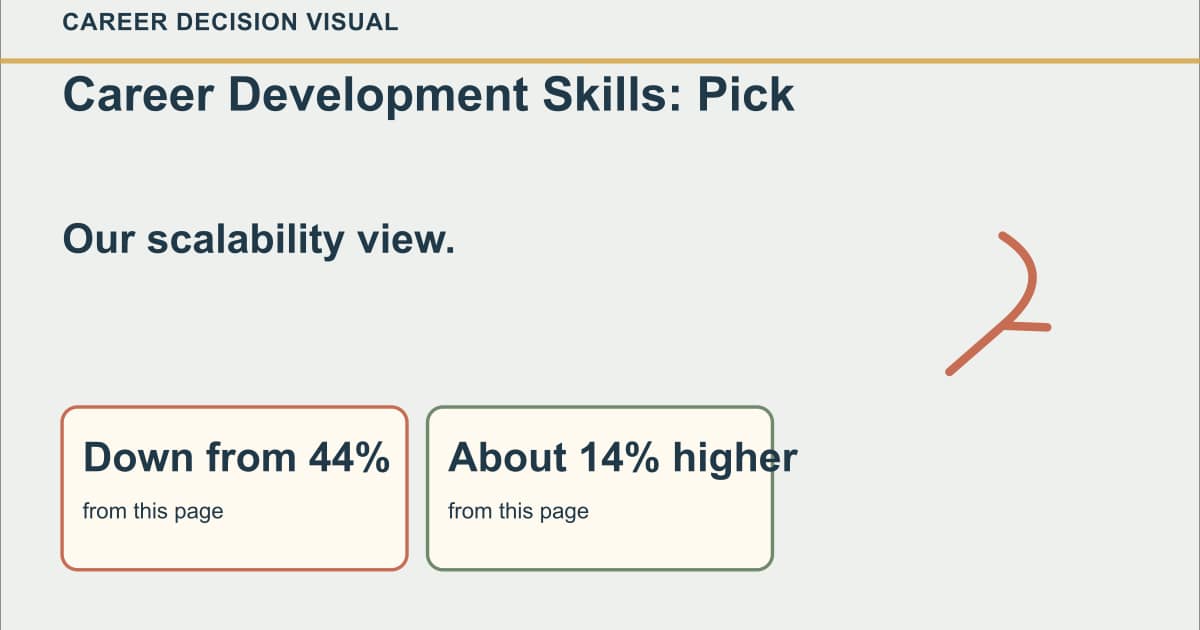 CAREER DECISION VISUAL
Career Development Skills: Pick
Our scalability view.
Down from 44%
from this page
About 14% higher
from this page